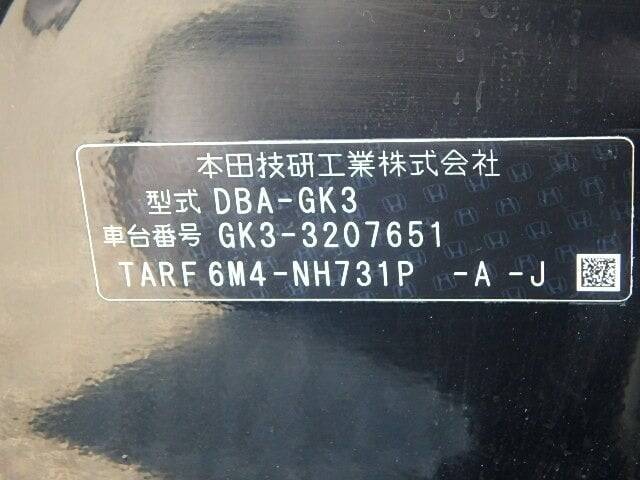 本田技研工業株式会社
型式 DBA-GK3
車台番号 GK3-3207651
TARF 6M4-NH731P -A -J